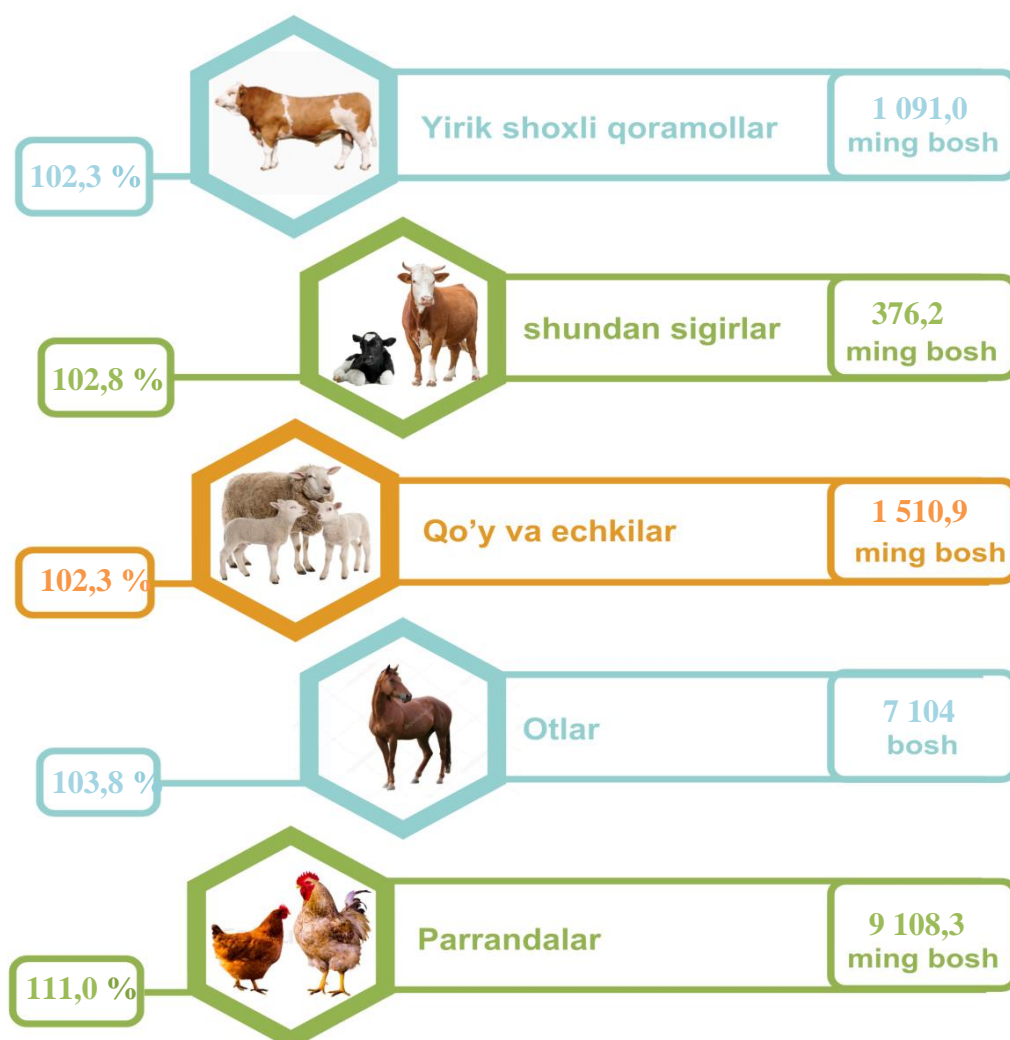 Yirik shoxli qoramollar
1 091,0
ming bosh
102,3 %
shundan sigirlar
376,2
ming bosh
102,8 %
Qo’y va echkilar
1 510,9
ming bosh
102,3 %
Otlar
7 104
bosh
103,8 %
Parrandalar
9 108,3
ming bosh
111,0 %